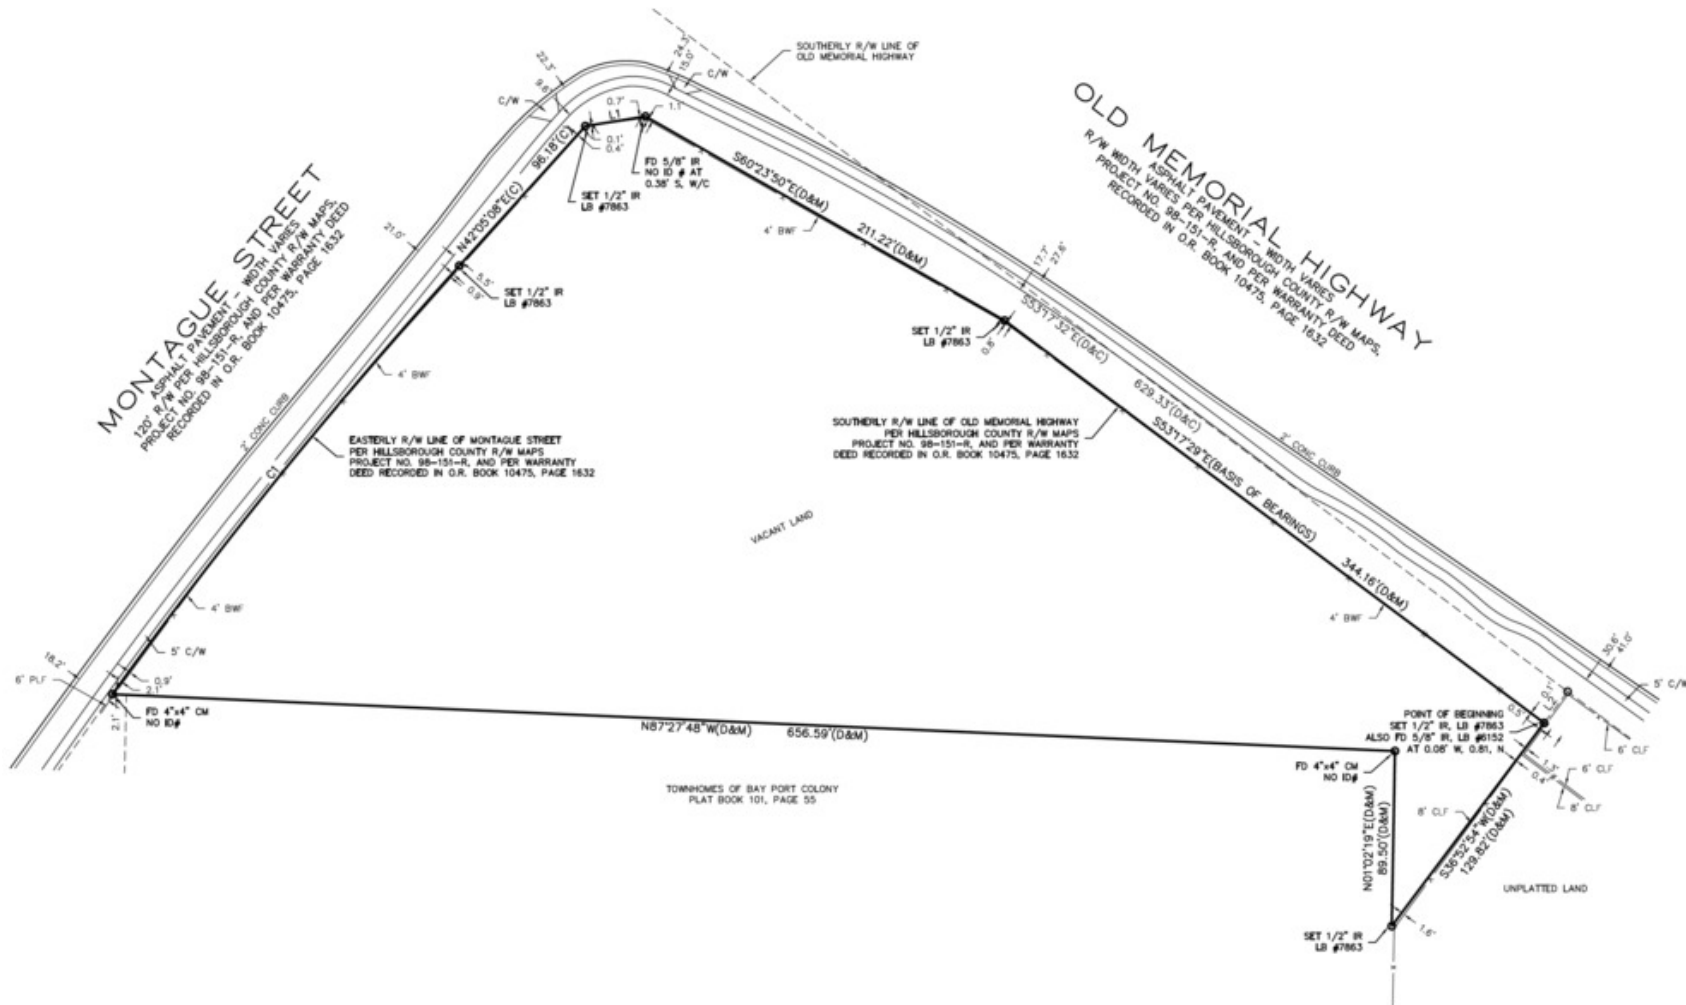 SOUTHERLY R/W LINE OF
OLD MEMORIAL HIGHWAY
24.3'
15.0'
C/W
22.3'
9.8'
C/W
0.7'
L1
1.1'
0.1'
0.4'
96.18'(C)
N42°05'08"E(C)
FD 5/8" IR
NO ID # AT
0.38' S, W/C
SET 1/2" IR
LB #7863
S60°23'50"E(D&M)
4' BWF
211.22'(D&M)
OLD MEMORIAL HIGHWAY
ASPHALT PAVEMENT - WIDTH VARIES
R/W WIDTH VARIES PER HILLSBOROUGH COUNTY R/W MAPS,
PROJECT NO. 98-151-R, AND PER WARRANTY DEED
RECORDED IN O.R. BOOK 10475, PAGE 1632
MONTAGUE STREET
ASPHALT PAVEMENT - WIDTH VARIES
120' R/W PER HILLSBOROUGH COUNTY R/W MAPS,
PROJECT NO. 98-151-R, AND PER WARRANTY DEED
RECORDED IN O.R. BOOK 10475, PAGE 1632
21.0'
5.5'
0.9'
SET 1/2" IR
LB #7863
17.7'
27.6'
SET 1/2" IR
LB #7863
0.8'
S53°17'32"E(D&C)
629.33'(D&C)
4' BWF
2' CONC CURB
C1
EASTERLY R/W LINE OF MONTAGUE STREET
PER HILLSBOROUGH COUNTY R/W MAPS
PROJECT NO. 98-151-R, AND PER WARRANTY
DEED RECORDED IN O.R. BOOK 10475, PAGE 1632
SOUTHERLY R/W LINE OF OLD MEMORIAL HIGHWAY
PER HILLSBOROUGH COUNTY R/W MAPS
PROJECT NO. 98-151-R, AND PER WARRANTY
DEED RECORDED IN O.R. BOOK 10475, PAGE 1632
S53°17'29"E(BASIS OF BEARINGS)
2' CONC CURB
VACANT LAND
344.16'(D&M)
4' BWF
4' BWF
5' C/W
18.2'
6' PLF
0.9'
2.1'
2.1'
FD 4"x4" CM
NO ID#
30.6'
41.0'
5' C/W
0.1'
0.5'
POINT OF BEGINNING
SET 1/2" IR, LB #7863
ALSO FD 5/8" IR, LB #6152
AT 0.08' W, 0.81, N
6' CLF
1.3'
0.4'
6' CLF
8' CLF
N87°27'48"W(D&M)
656.59'(D&M)
FD 4"x4" CM
NO ID#
TOWNHOMES OF BAY PORT COLONY
PLAT BOOK 101, PAGE 55
8' CLF
N01°02'19"E(D&M)
89.50'(D&M)
S36°52'54"W(D&M)
129.82'(D&M)
UNPLATTED LAND
SET 1/2" IR
LB #7863
1.6'